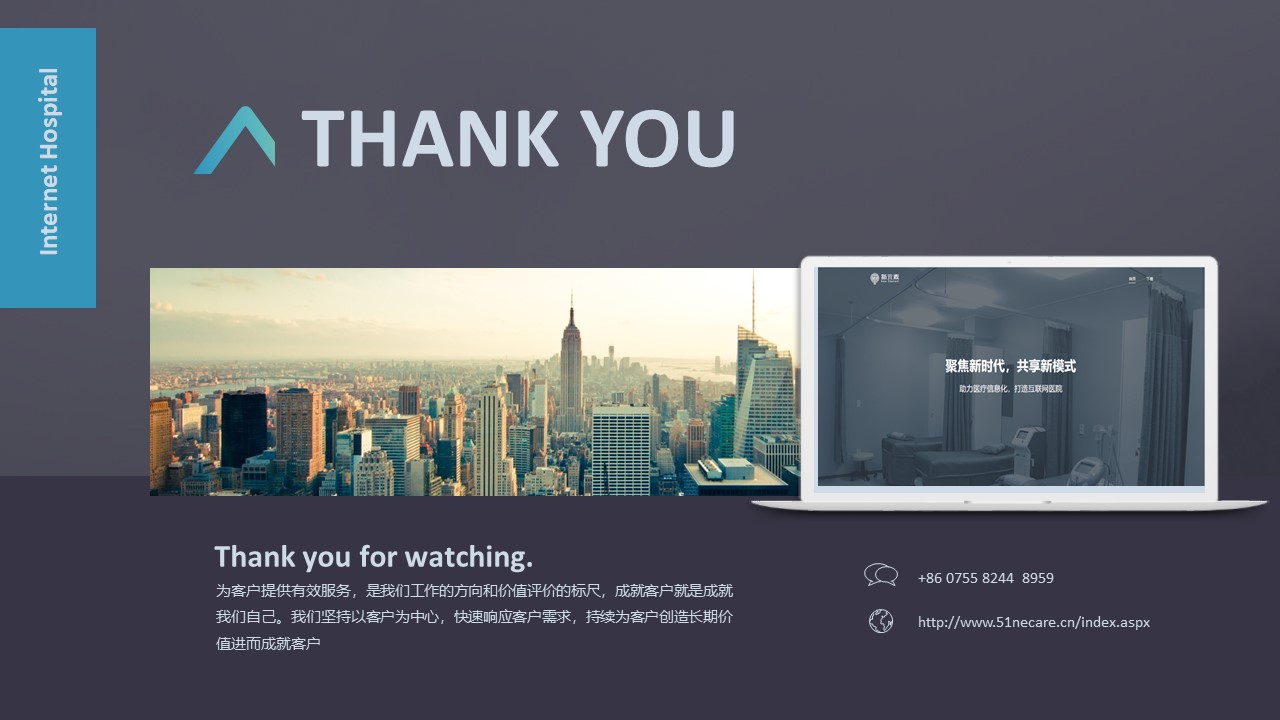 Internet Hospital
THANK YOU
聚焦新时代，共享新模式
助力医疗信息化，打造互联网医院
Thank you for watching.
为客户提供有效服务，是我们工作的方向和价值评价的标尺，成就客户就是成就
我们自己。我们坚持以客户为中心，快速响应客户需求，持续为客户创造长期价
值进而成就客户
+86 0755 8244  8959
http://www.51necare.cn/index.aspx